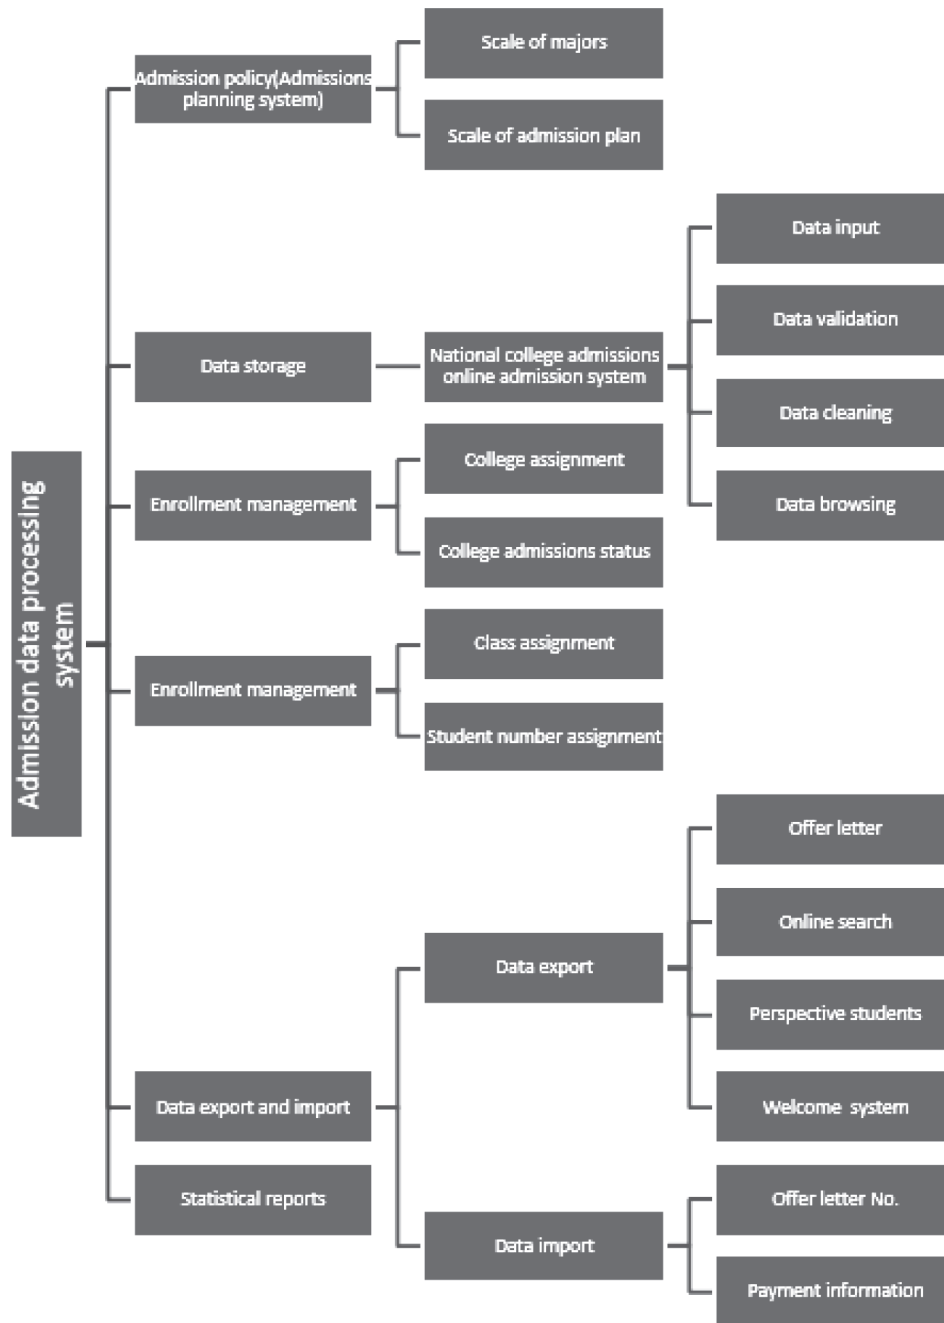 Admission data processing
system
Admission policy(Admissions
planning system)
Scale of majors
Scale of admission plan
Data storage
National college admissions
online admission system
Data input
Data validation
Data cleaning
Data browsing
Enrollment management
College assignment
College admissions status
Enrollment management
Class assignment
Student number assignment
Data export and import
Data export
Offer letter
Online search
Perspective students
Welcome system
Data import
Offer letter No.
Payment information
Statistical reports